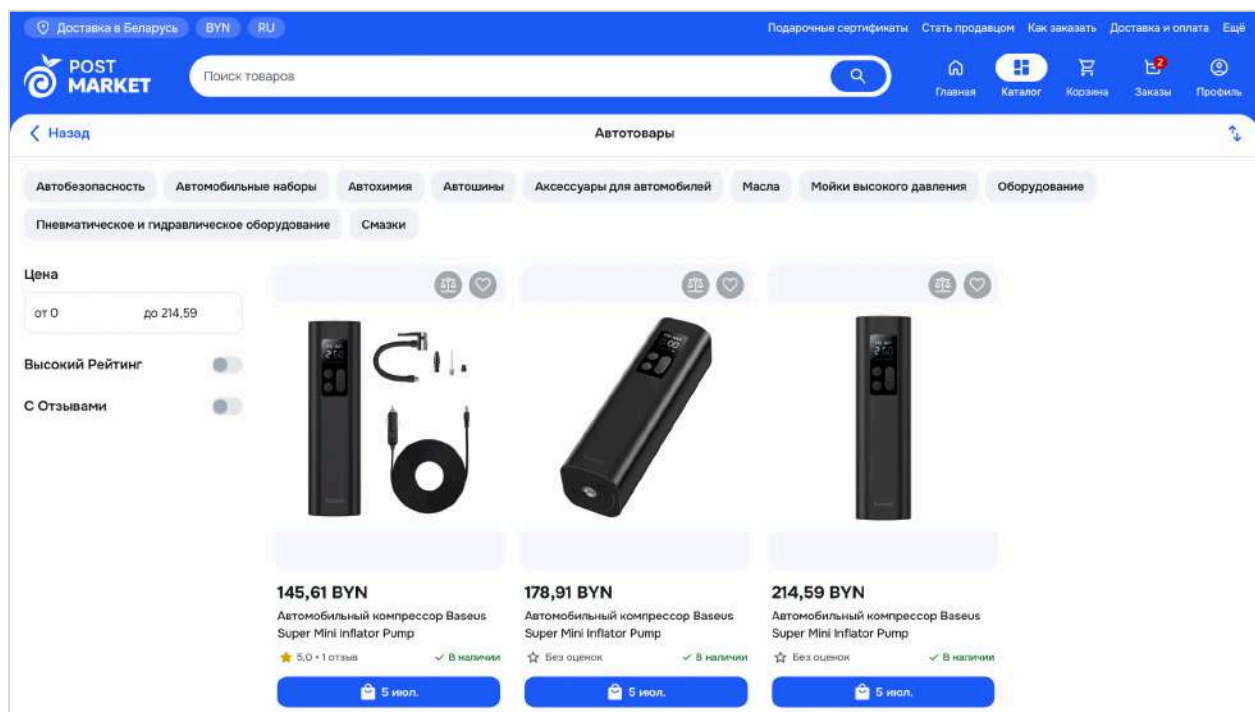 Доставка в Беларусь BYN RU Подарочные сертификаты Стать продавцом Как заказать Доставка и оплата Ещё
POST MARKET
Поиск товаров
Главная Каталог Корзина 2 Заказы Профиль
Назад Автотовары
Автобезопасность Автомобильные наборы Автохимия Автошины Аксессуары для автомобилей Масла Мойки высокого давления Оборудование
Пневматическое и гидравлическое оборудование Смазки
Цена
от 0 до 214,59
Высокий Рейтинг
С Отзывами
145,61 BYN
Автомобильный компрессор Baseus
Super Mini Inflator Pump
5,0 • 1 отзыв В наличии
5 июл.
178,91 BYN
Автомобильный компрессор Baseus
Super Mini Inflator Pump
Без оценок В наличии
5 июл.
214,59 BYN
Автомобильный компрессор Baseus
Super Mini Inflator Pump
Без оценок В наличии
5 июл.